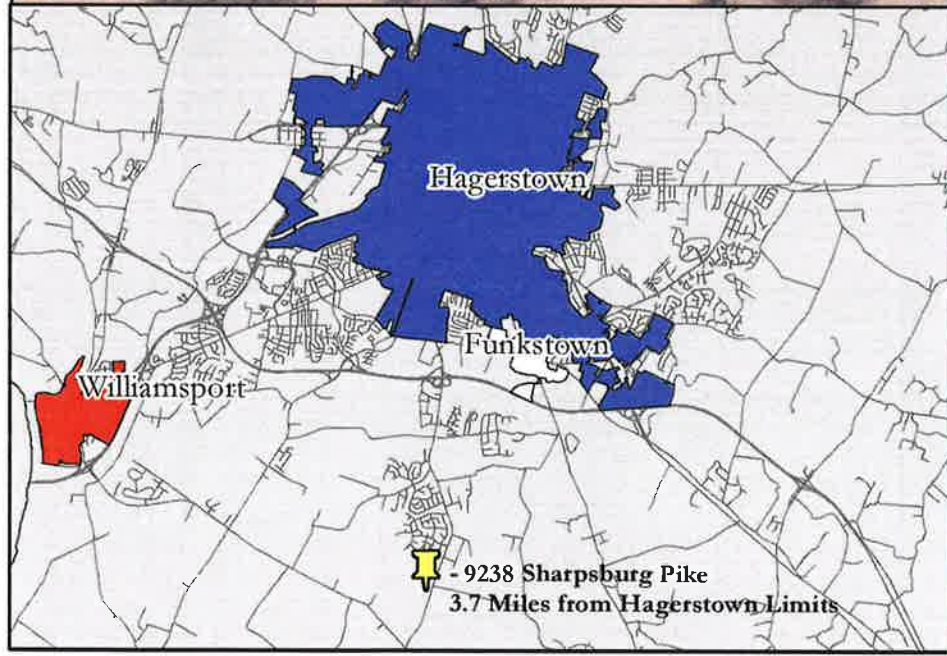 Hagerstown
Funkstown
Williamsport
- 9238 Sharpsburg Pike
3.7 Miles from Hagerstown Limits